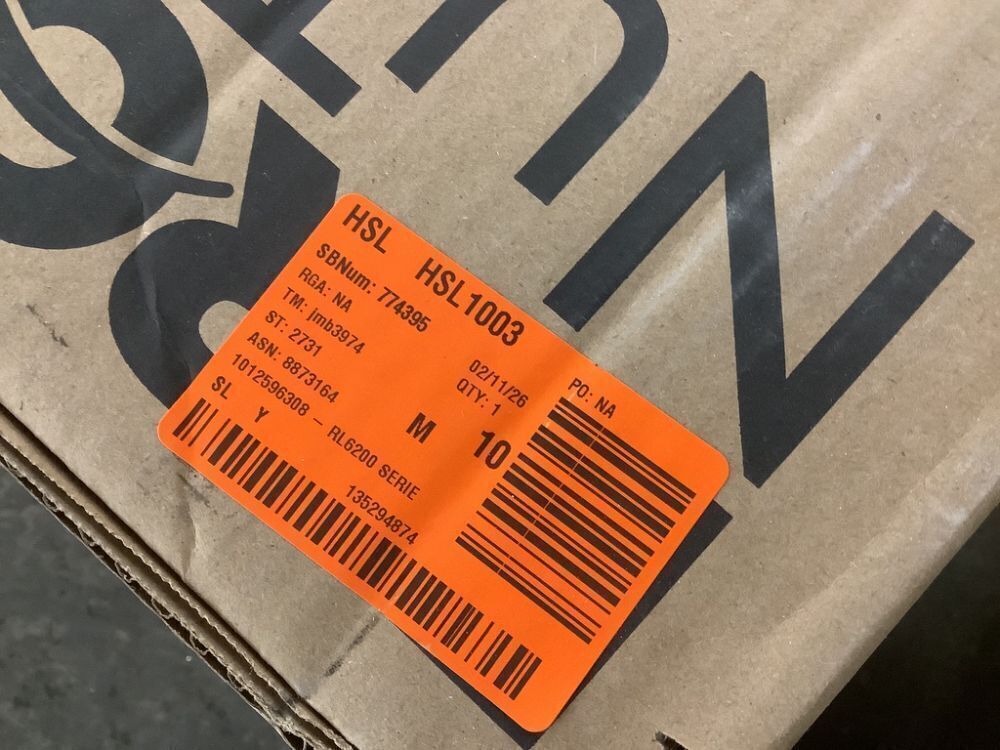 HSL HSL1003
SBNum: 774395
RGA: NA
TM: jmb3974
ST: 2731
ASN: 8873164
1012596308 - RL6200 SERIE
SL Y
M
02/11/26
QTY: 1
10
PO: NA
135294874